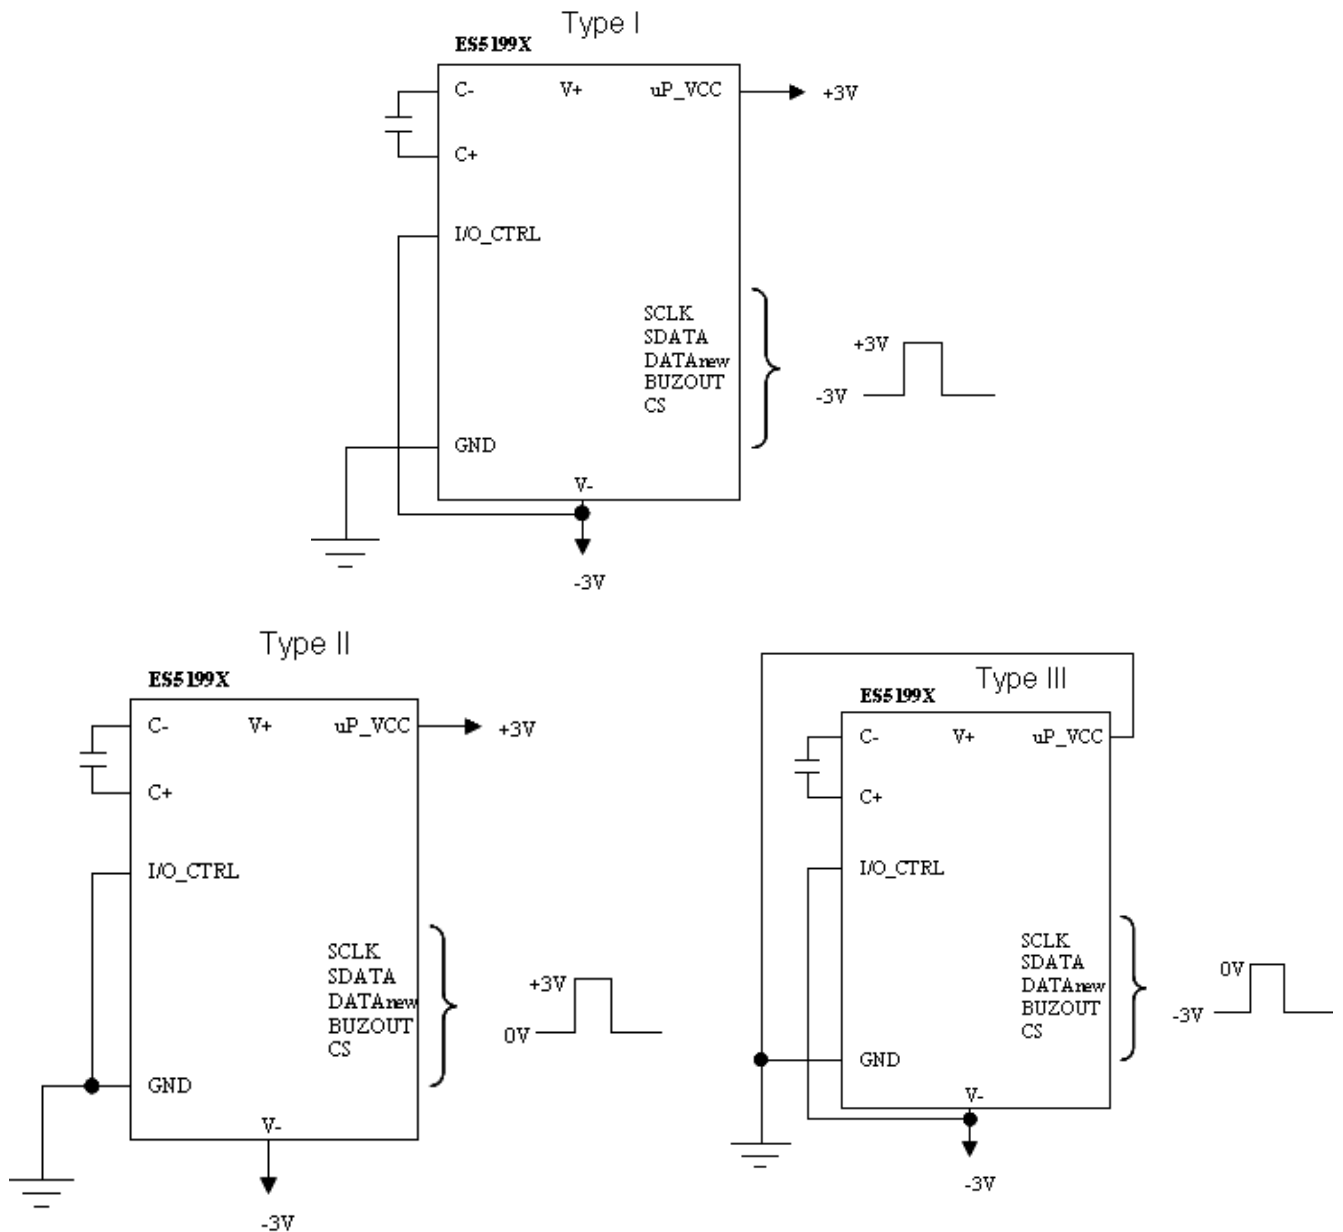 Type I
ES5199X
C- V+ uP_VCC +3V
C+
I/O_CTRL
SCLK
SDATA
DATAnew
BUZOUT
CS
+3V
-3V
GND
V-
-3V
Type II
ES5199X
C- V+ uP_VCC +3V
C+
I/O_CTRL
SCLK
SDATA
DATAnew
BUZOUT
CS
+3V
0V
GND
V-
-3V
Type III
ES5199X
C- V+ uP_VCC
C+
I/O_CTRL
SCLK
SDATA
DATAnew
BUZOUT
CS
0V
-3V
GND
V-
-3V